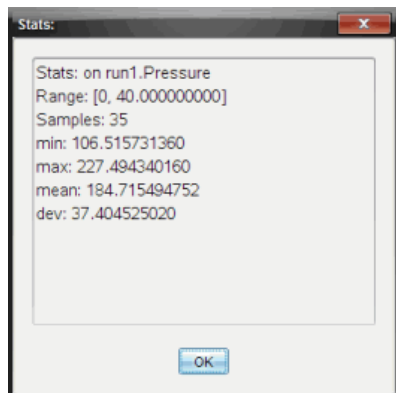 Stats:
x
Stats: on run1.Pressure
Range: [0, 40.000000000]
Samples: 35
min: 106.515731360
max: 227.494340160
mean: 184.715494752
dev: 37.404525020
OK